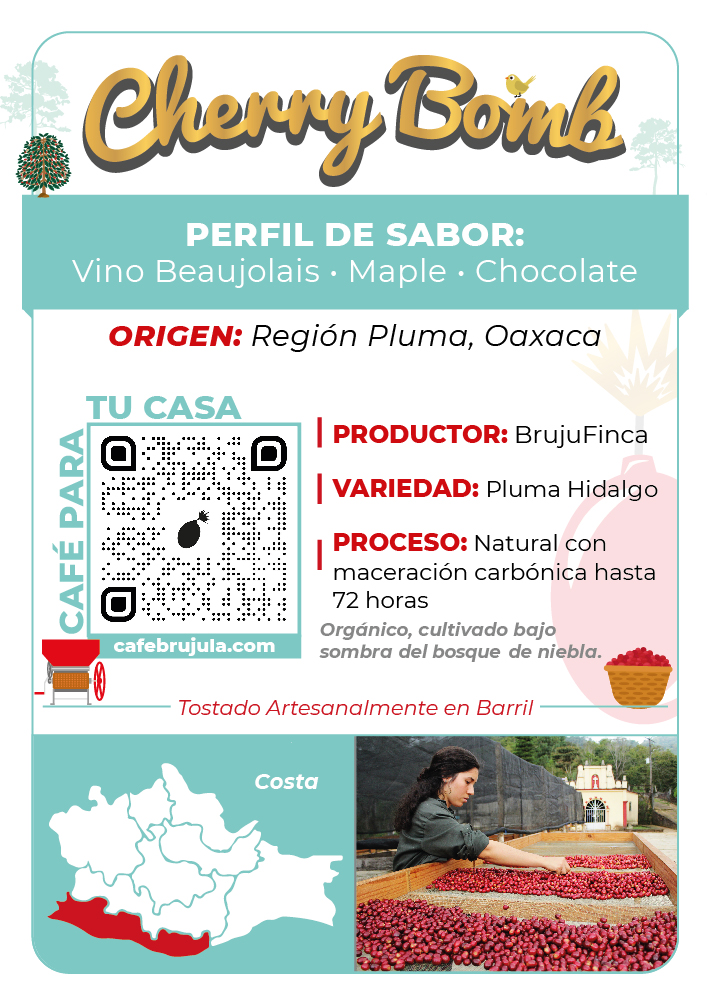 Cherry Bomb
PERFIL DE SABOR:
Vino Beaujolais • Maple • Chocolate
ORIGEN: Región Pluma, Oaxaca
CAFÉ PARA
TU CASA
cafebrujula.com
PRODUCTOR: BrujuFinca
VARIEDAD: Pluma Hidalgo
PROCESO: Natural con
maceración carbónica hasta
72 horas
Orgánico, cultivado bajo
sombra del bosque de niebla.
Tostado Artesanalmente en Barril
Costa